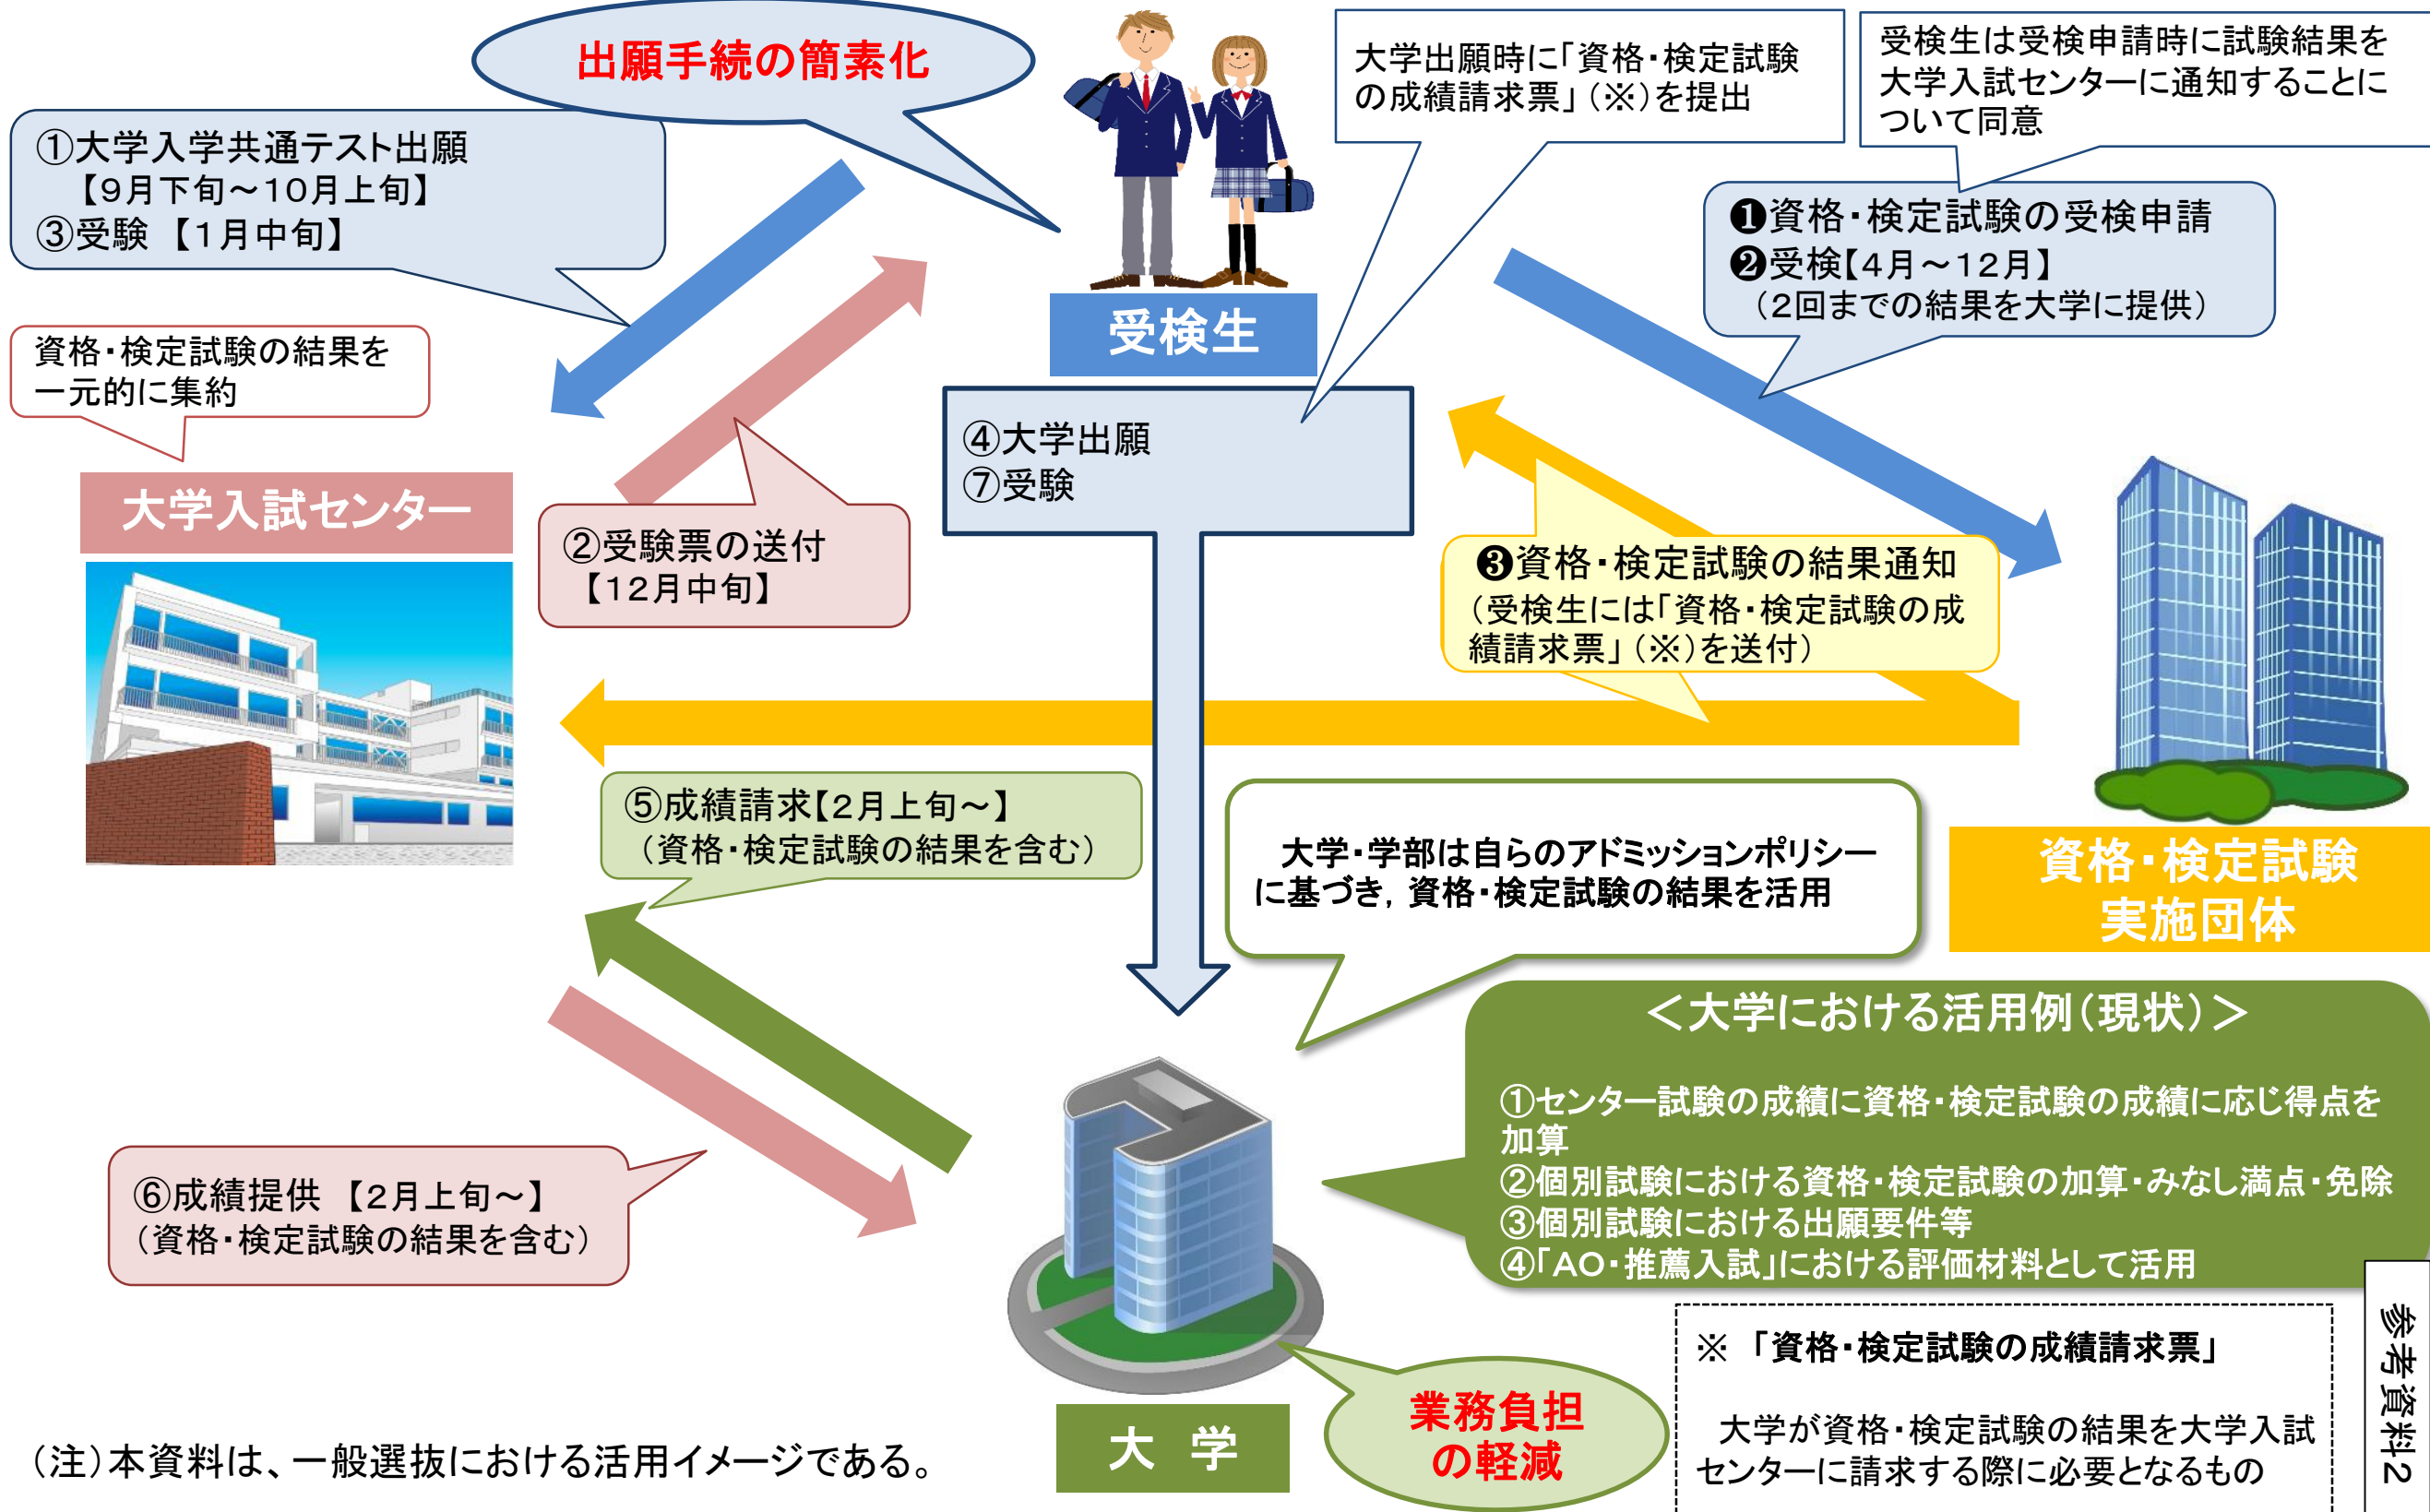 出願手続の簡素化
大学出願時に「資格・検定試験
の成績請求票」(※)を提出
受検生は受検申請時に試験結果を
大学入試センターに通知することに
ついて同意
①大学入学共通テスト出願
【9月下旬～10月上旬】
③受験【1月中旬】
❶資格・検定試験の受検申請
❷受検【4月～12月】
(2回までの結果を大学に提供)
受検生
資格・検定試験の結果を
一元的に集約
大学入試センター
②受験票の送付
【12月中旬】
④大学出願
⑦受験
❸資格・検定試験の結果通知
(受検生には「資格・検定試験の成
績請求票」(※)を送付)
⑤成績請求【2月上旬～】
(資格・検定試験の結果を含む)
大学・学部は自らのアドミッションポリシー
に基づき，資格・検定試験の結果を活用
資格・検定試験
実施団体
＜大学における活用例(現状)＞
①センター試験の成績に資格・検定試験の成績に応じ得点を
加算
②個別試験における資格・検定試験の加算・みなし満点・免除
③個別試験における出願要件等
④「AO・推薦入試」における評価材料として活用
⑥成績提供【2月上旬～】
(資格・検定試験の結果を含む)
大 学
業務負担
の軽減
※「資格・検定試験の成績請求票」
大学が資格・検定試験の結果を大学入試
センターに請求する際に必要となるもの
参考資料2
(注)本資料は、一般選抜における活用イメージである。